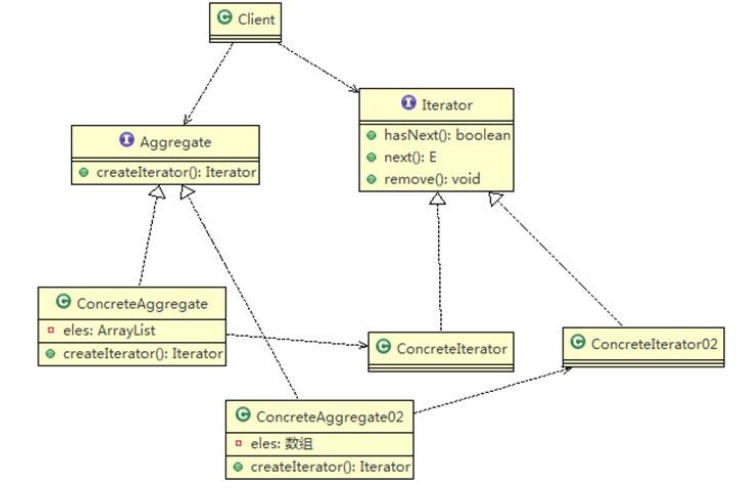 Client
Iterator
hasNext(): boolean
next(): E
remove(): void
Aggregate
createIterator(): Iterator
ConcreteAggregate
eles: ArrayList
createIterator(): Iterator
ConcreteIterator
ConcreteIterator02
ConcreteAggregate02
eles: 数组
createIterator(): Iterator